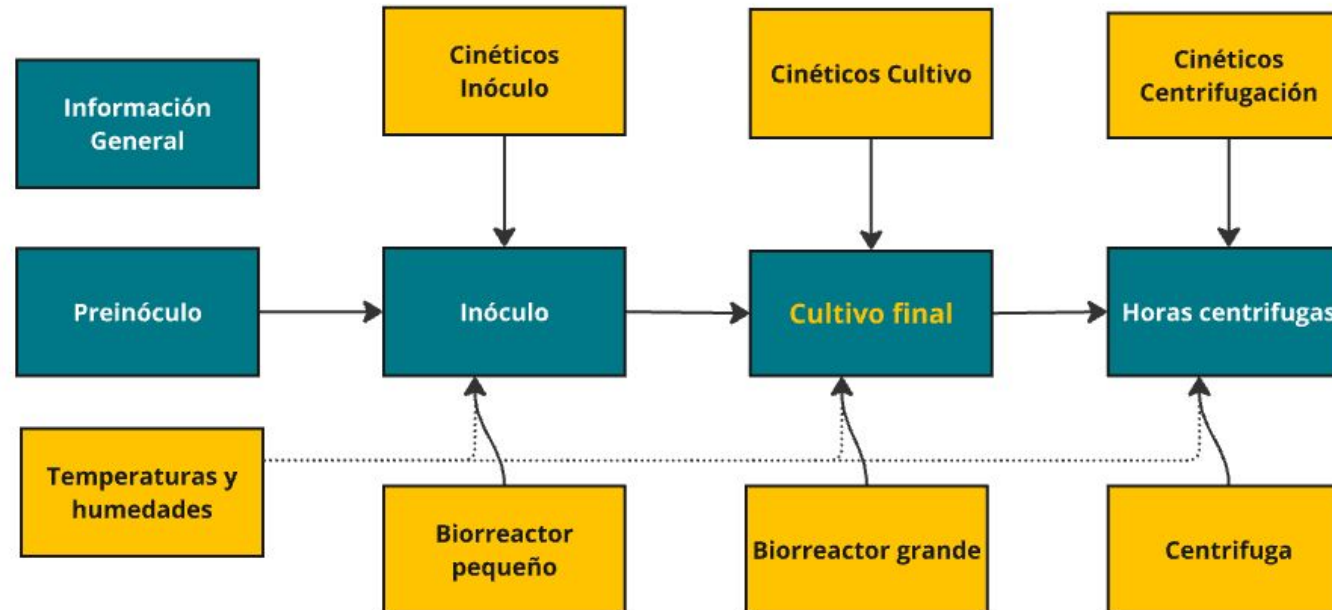 Cinéticos
Inóculo
Cinéticos Cultivo
Cinéticos
Centrifugación
Información
General
Preinóculo
Inóculo
Cultivo final
Horas centrifugas
Temperaturas y
humedades
Biorreactor
pequeño
Biorreactor grande
Centrifuga